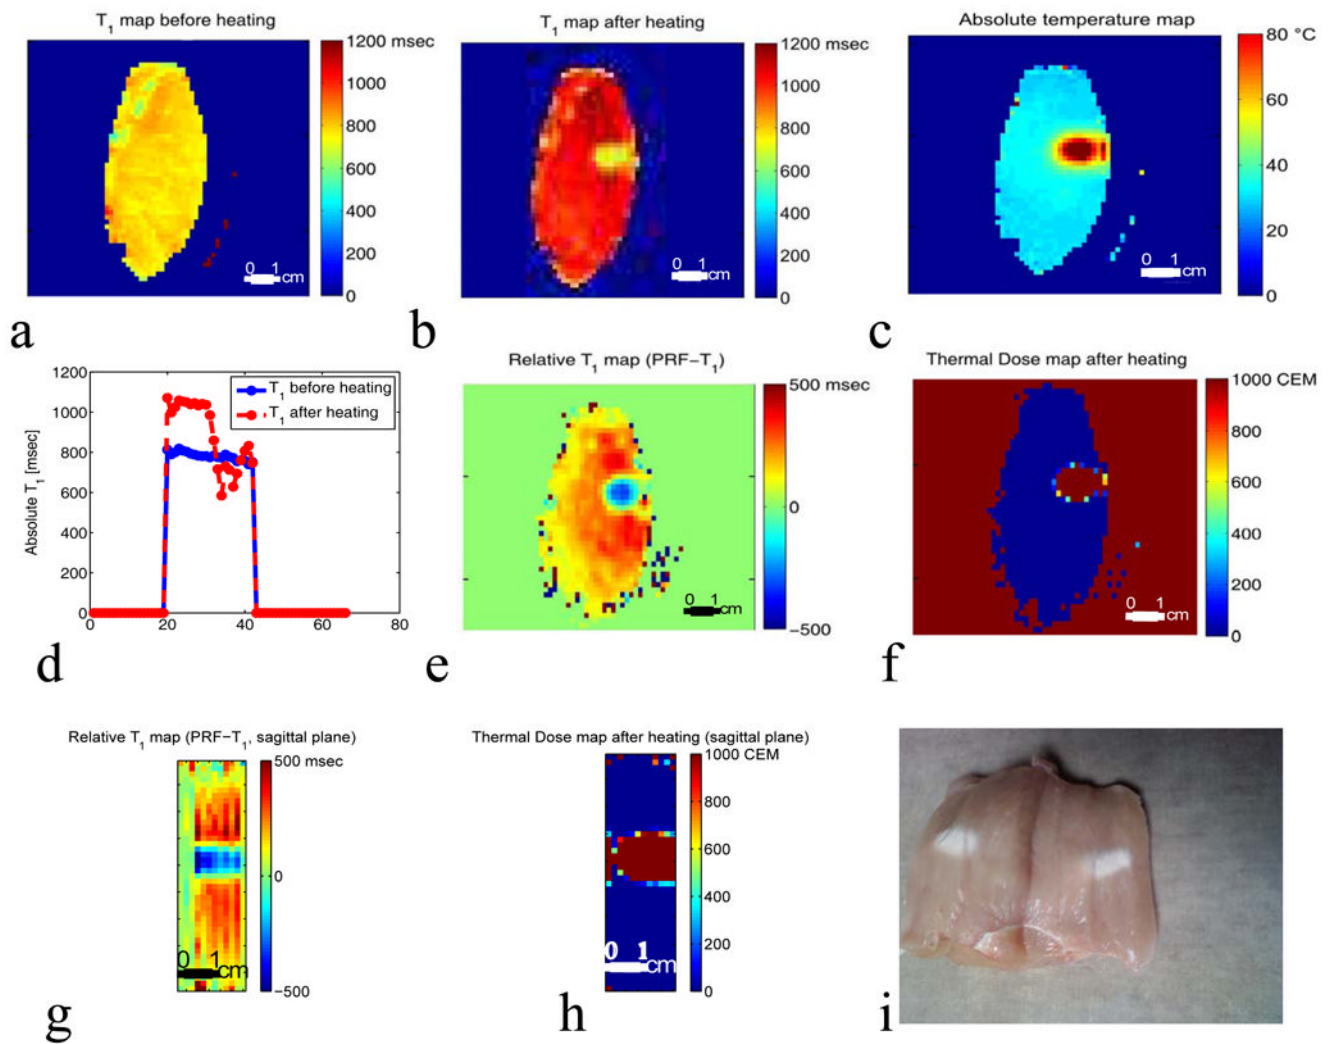 T1 map before heating
1200 msec
1000
800
600
400
200
0
0 1
cm
a
T1 map after heating
1200 msec
1000
800
600
400
200
0
0 1
cm
b
Absolute temperature map
80 °C
60
40
20
0
0 1
cm
c
1200
1000
800
600
400
200
0
Absolute T1 [msec]
T1 before heating
T1 after heating
0 20 40 60 80
d
Relative T1 map (PRF−T1)
500 msec
0
−500
0 1
cm
e
Thermal Dose map after heating
1000 CEM
800
600
400
200
0
0 1
cm
f
Relative T1 map (PRF−T1, sagittal plane)
500 msec
0
−500
0 1
cm
g
Thermal Dose map after heating (sagittal plane)
1000 CEM
800
600
400
200
0
0 1
cm
h
i